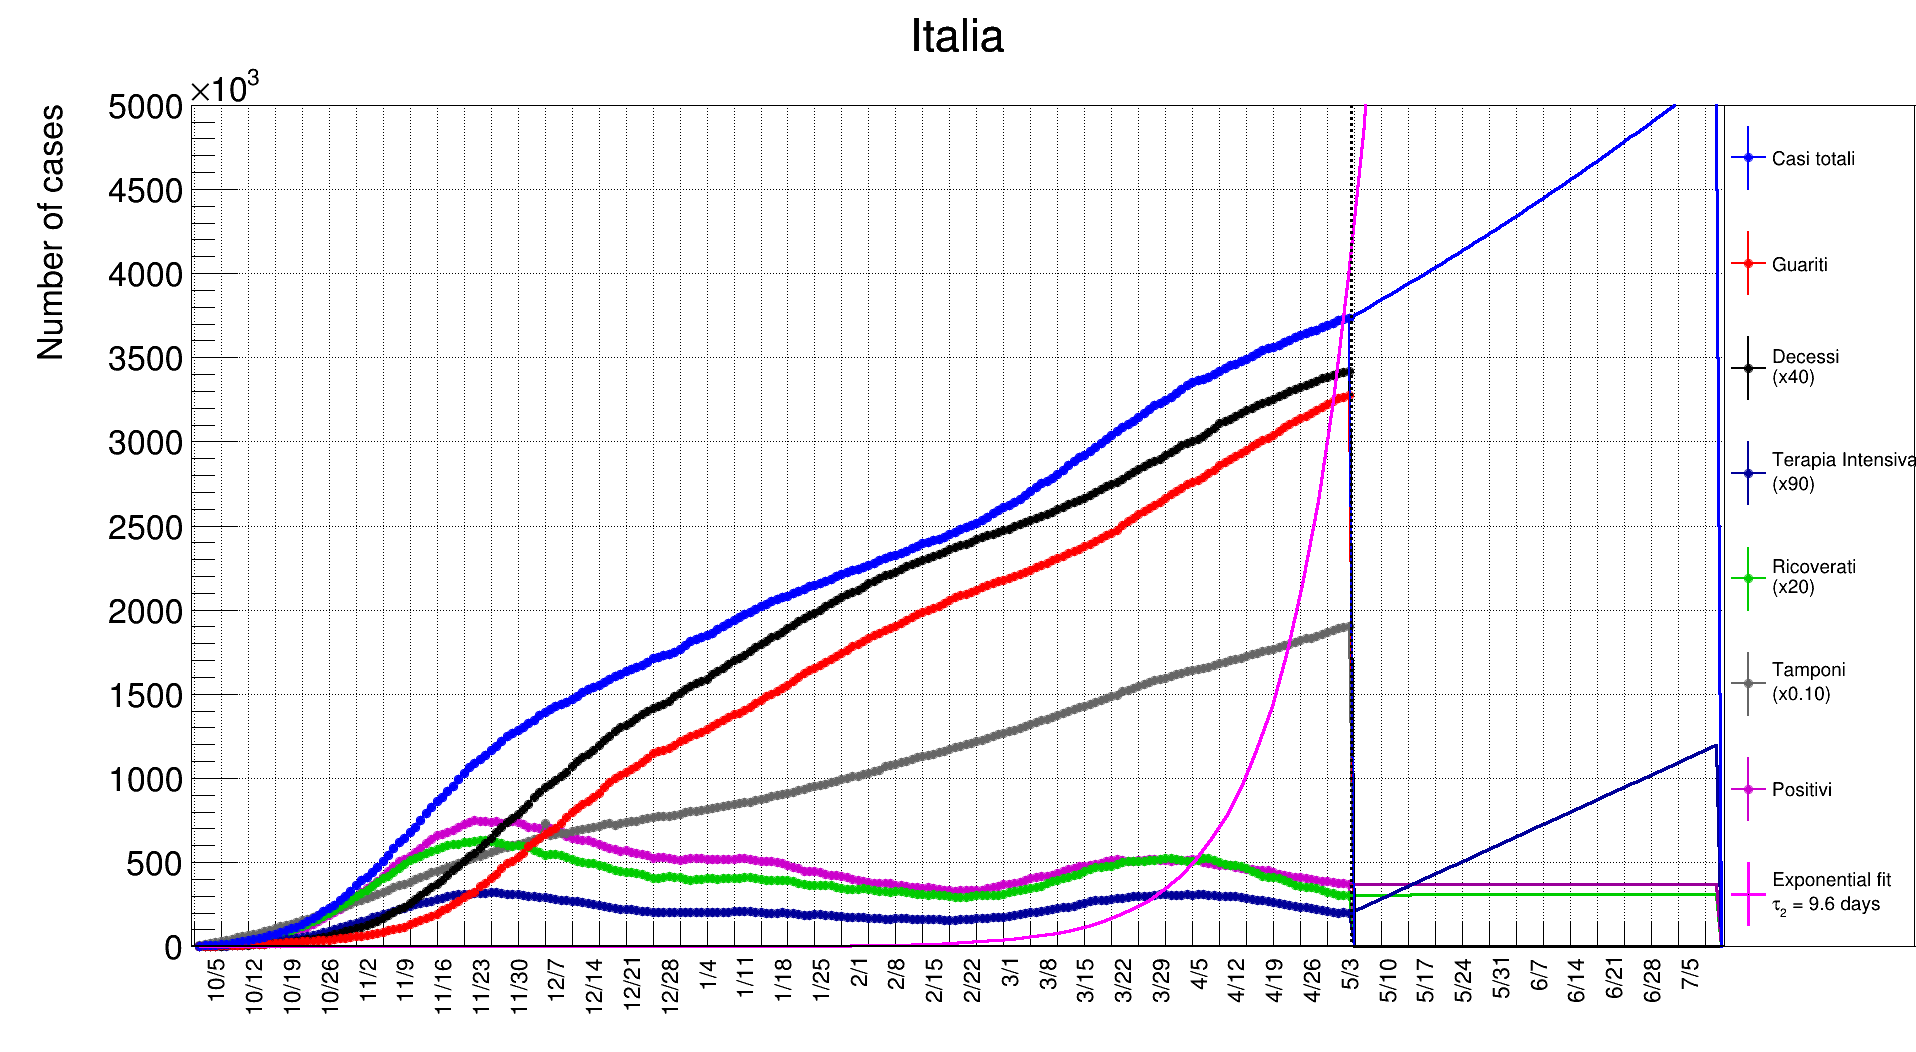 Italia
×10³
Number of cases
5000
4500
4000
3500
3000
2500
2000
1500
1000
500
0
10/5 10/12 10/19 10/26 11/2 11/9 11/16 11/23 11/30 12/7 12/14 12/21 12/28 1/4 1/11 1/18 1/25 2/1 2/8 2/15 2/22 3/1 3/8 3/15 3/22 3/29 4/5 4/12 4/19 4/26 5/3 5/10 5/17 5/24 5/31 6/7 6/14 6/21 6/28 7/5
Casi totali
Guariti
Decessi
(x40)
Terapia Intensiva
(x90)
Ricoverati
(x20)
Tamponi
(x0.10)
Positivi
Exponential fit
τ₂ = 9.6 days